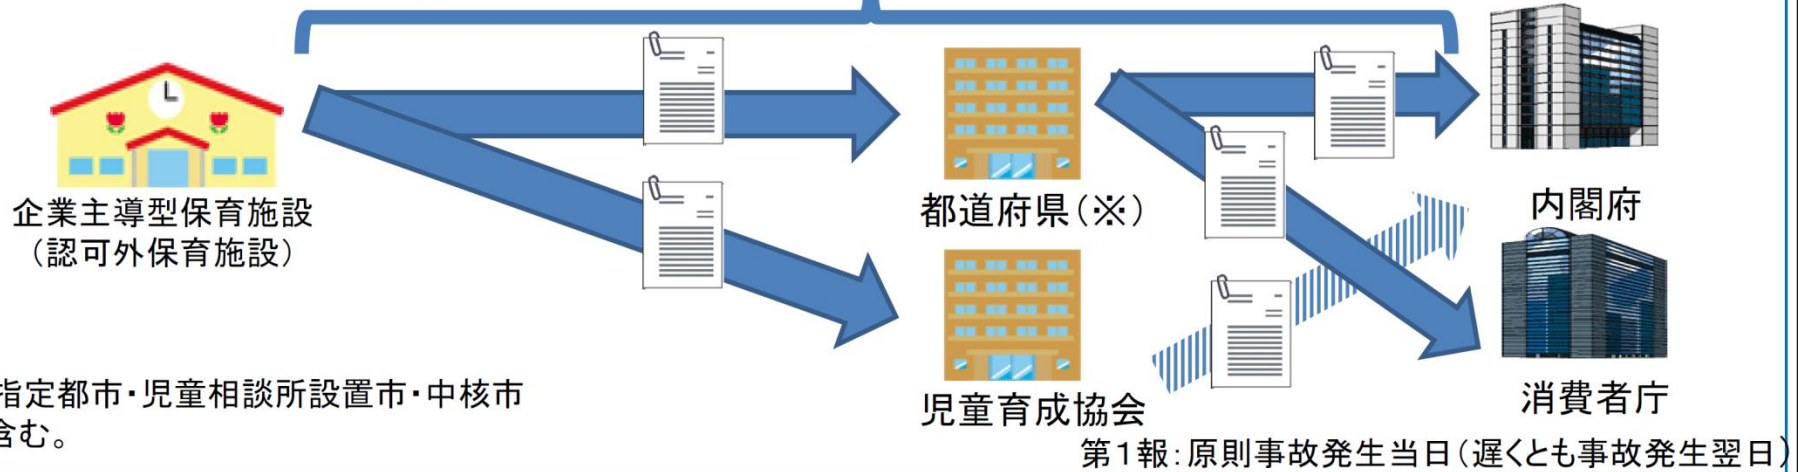 企業主導型保育施設
（認可外保育施設）
都道府県（※）
児童育成協会
内閣府
消費者庁
指定都市・児童相談所設置市・中核市
含む。
第１報：原則事故発生当日（遅くとも事故発生翌日）